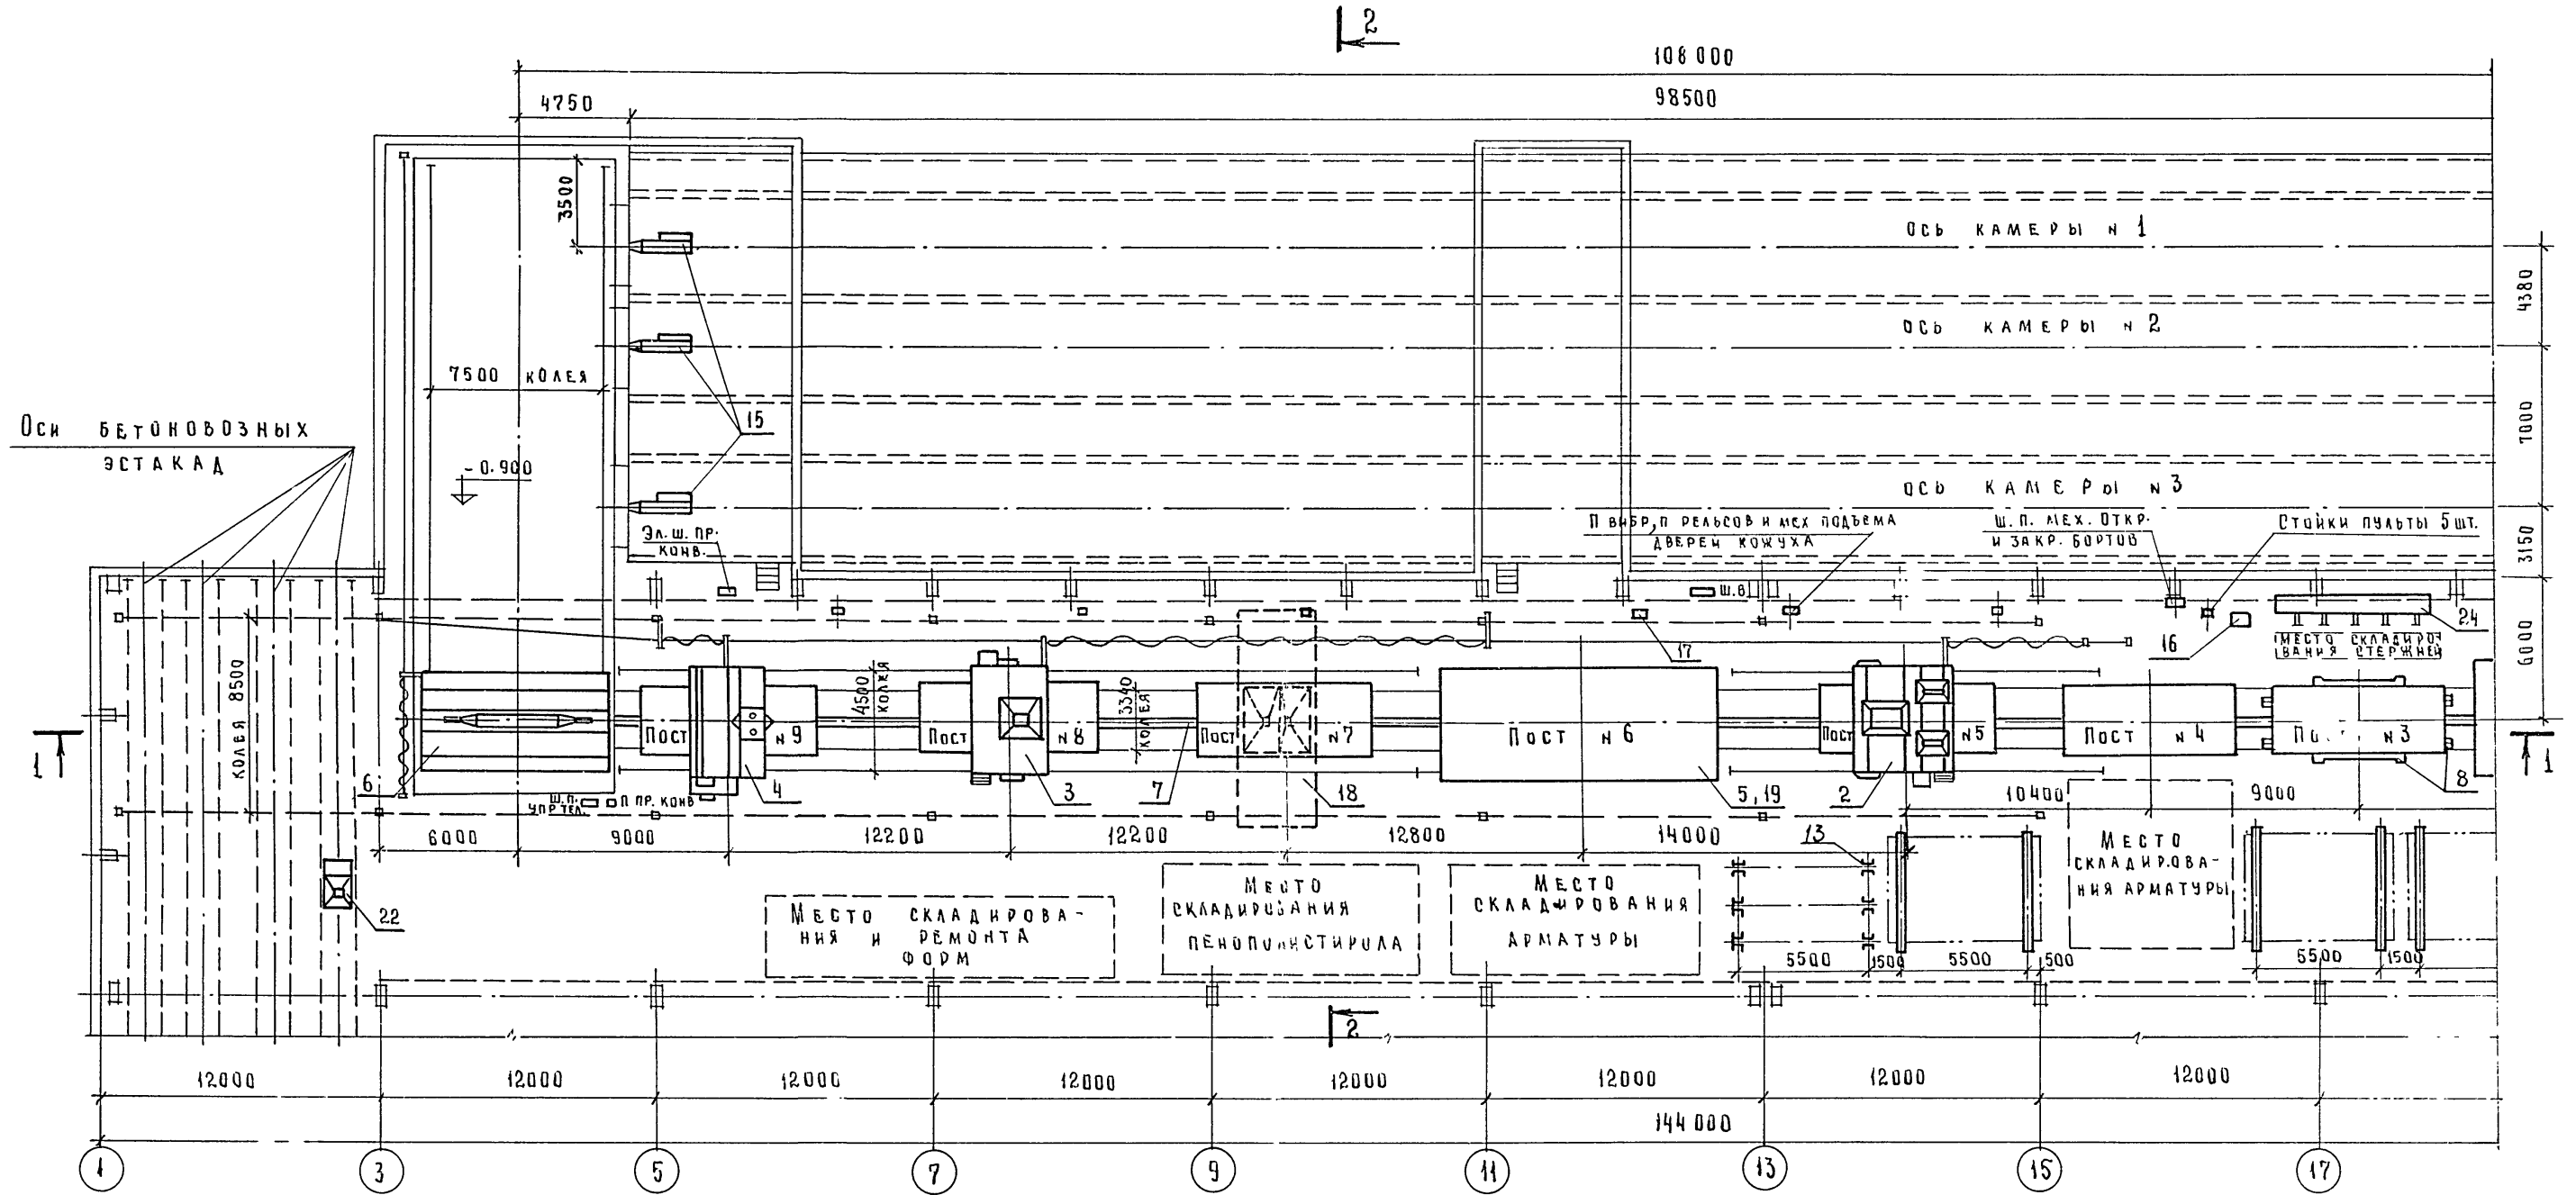 2
108 000
4750
98500
3500
ОСЬ КАМЕРЫ N 1
4380
ОСЬ КАМЕРЫ N 2
7500 КОЛЕЯ
15
7000
ОСИ БЕТОНОВОЗНЫХ
ЭСТАКАД
-0.900
ОСЬ КАМЕРЫ N 3
ЭЛ. Ш. ПР.
КОНВ.
П ВИБР, П РЕЛЬСОВ И МЕХ ПОДЪЕМА
ДВЕРЕЙ КОЖУХА
Ш. П. МЕХ. ОТКР.
И ЗАКР. БОРТОВ
СТОЙКИ ПУЛЬТЫ 5 ШТ.
3150
Ш.В
24
16
17
МЕСТО СКЛАДИРО-
ВАНИЯ СТЕРЖНЕЙ
6000
КОЛЕЯ 8500
4500
КОЛЕЯ
3340
КОЛЕЯ
ПОСТ N 9
ПОСТ N 8
ПОСТ N 7
ПОСТ N 6
ПОСТ N 5
ПОСТ N 4
N 3
1
1
6
4
3
7
18
5,19
2
8
Ш. П.
УПР ТЕЛ.
П ПР. КОНВ
10400
9000
6000
9000
12200
12200
12800
14000
13
22
МЕСТО СКЛАДИРОВА-
НИЯ И РЕМОНТА
ФОРМ
МЕСТО
СКЛАДИРОВАНИЯ
ПЕНОПОЛИСТИРОЛА
МЕСТО
СКЛАДИРОВАНИЯ
АРМАТУРЫ
МЕСТО
СКЛАДИРОВА-
НИЯ АРМАТУРЫ
5500
1500
5500
500
5500
1500
2
12000
12000
12000
12000
12000
12000
12000
12000
144 000
1
3
5
7
9
11
13
15
17